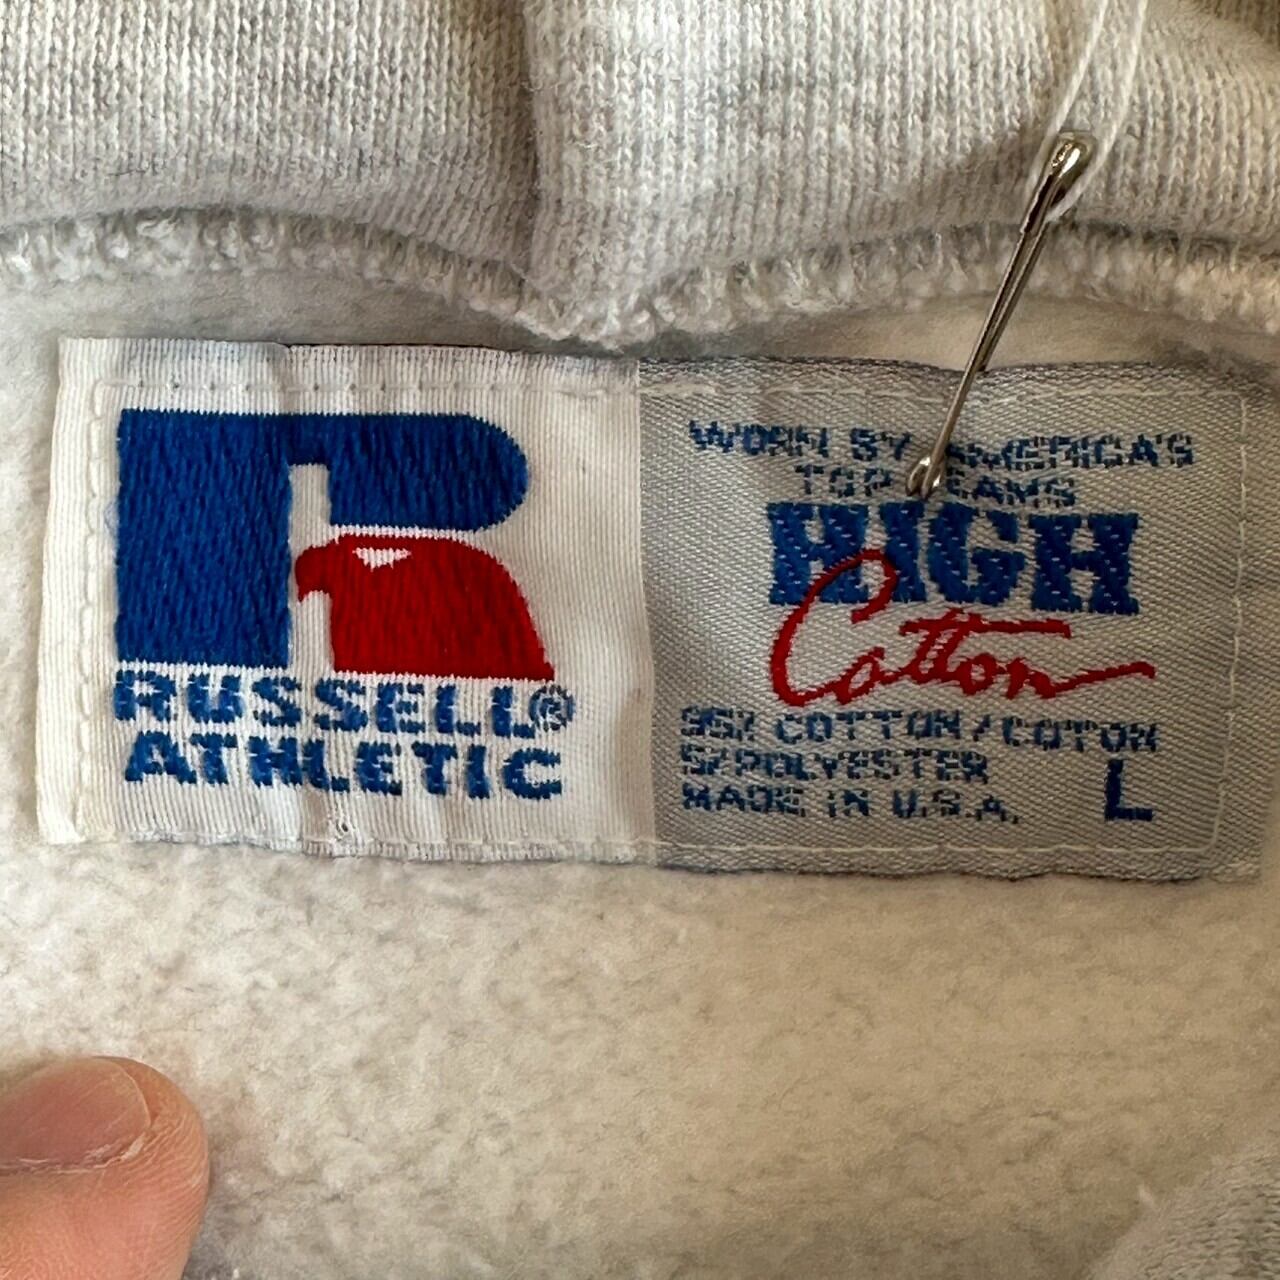 RUSSELL®
ATHLETIC
WORN BY AMERICA'S
TOP TEAMS
HIGH
Cotton
95% COTTON/COTON
5/POLYESTER
MADE IN U.S.A.
L